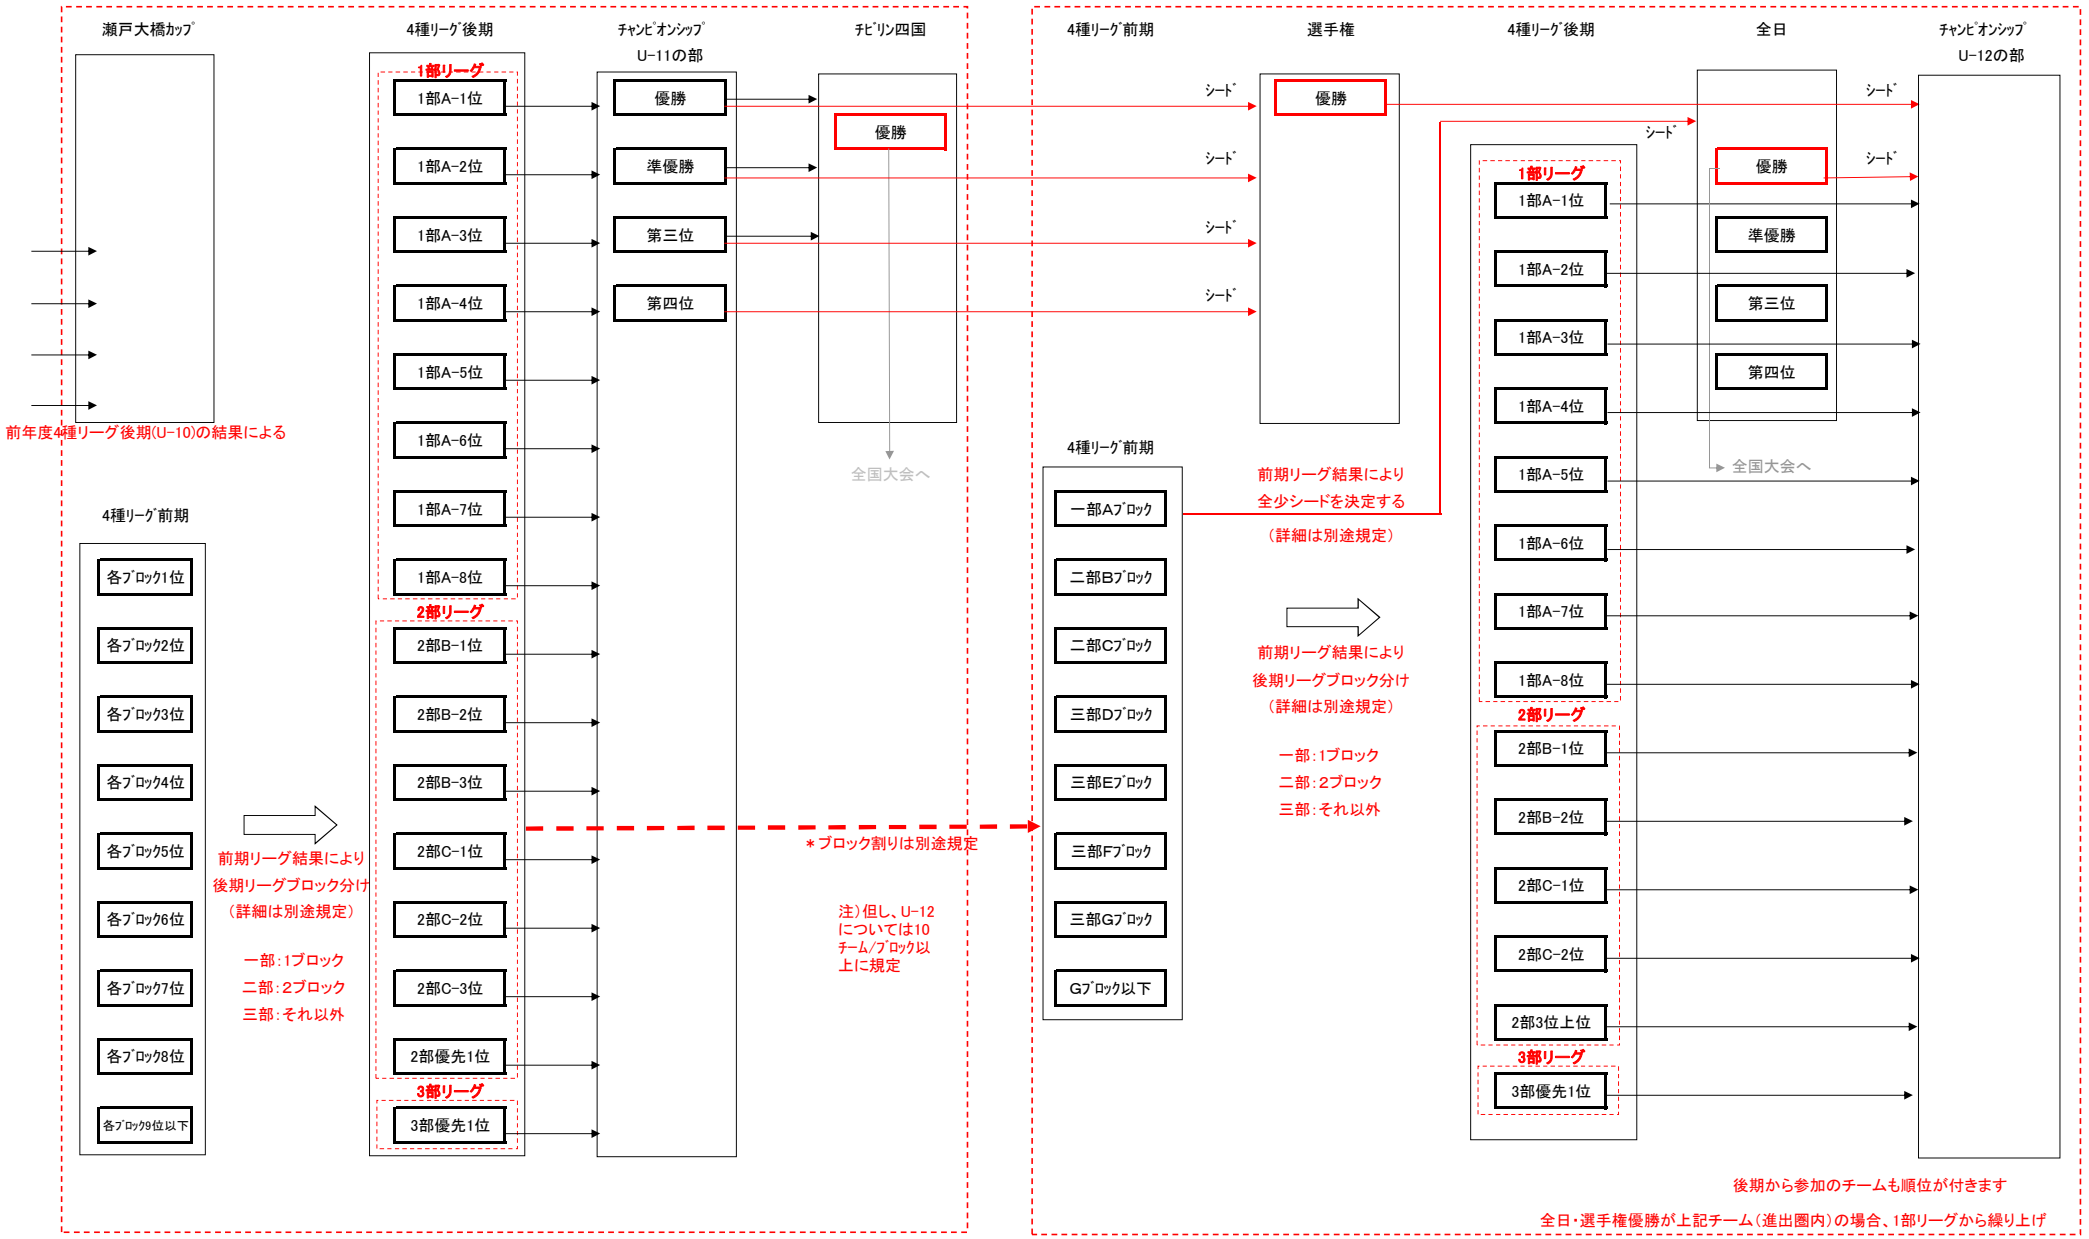 瀬戸大橋カップ
4種リーグ後期
チャンピオンシップ
U-11の部
チビリン四国
1部リーグ
1部A-1位
1部A-2位
1部A-3位
1部A-4位
1部A-5位
1部A-6位
1部A-7位
1部A-8位
2部リーグ
2部B-1位
2部B-2位
2部B-3位
2部C-1位
2部C-2位
2部C-3位
2部優先1位
3部リーグ
3部優先1位
優勝
準優勝
第三位
第四位
優勝
全国大会へ
前年度4種リーグ後期(U-10)の結果による
4種リーグ前期
各ブロック1位
各ブロック2位
各ブロック3位
各ブロック4位
各ブロック5位
各ブロック6位
各ブロック7位
各ブロック8位
各ブロック9位以下
前期リーグ結果により
後期リーグブロック分け
(詳細は別途規定)
一部:1ブロック
二部:2ブロック
三部:それ以外
*ブロック割りは別途規定
注)但し、U-12
については10
チーム/ブロック以
上に規定
4種リーグ前期
選手権
4種リーグ後期
全日
チャンピオンシップ
U-12の部
シード
シード
シード
シード
優勝
シード
シード
シード
4種リーグ前期
一部Aブロック
二部Bブロック
二部Cブロック
三部Dブロック
三部Eブロック
三部Fブロック
三部Gブロック
Gブロック以下
前期リーグ結果により
全少シードを決定する
(詳細は別途規定)
前期リーグ結果により
後期リーグブロック分け
(詳細は別途規定)
一部:1ブロック
二部:2ブロック
三部:それ以外
1部リーグ
1部A-1位
1部A-2位
1部A-3位
1部A-4位
1部A-5位
1部A-6位
1部A-7位
1部A-8位
2部リーグ
2部B-1位
2部B-2位
2部C-1位
2部C-2位
2部3位上位
3部リーグ
3部優先1位
優勝
準優勝
第三位
第四位
全国大会へ
後期から参加のチームも順位が付きます
全日・選手権優勝が上記チーム(進出圏内)の場合、1部リーグから繰り上げ